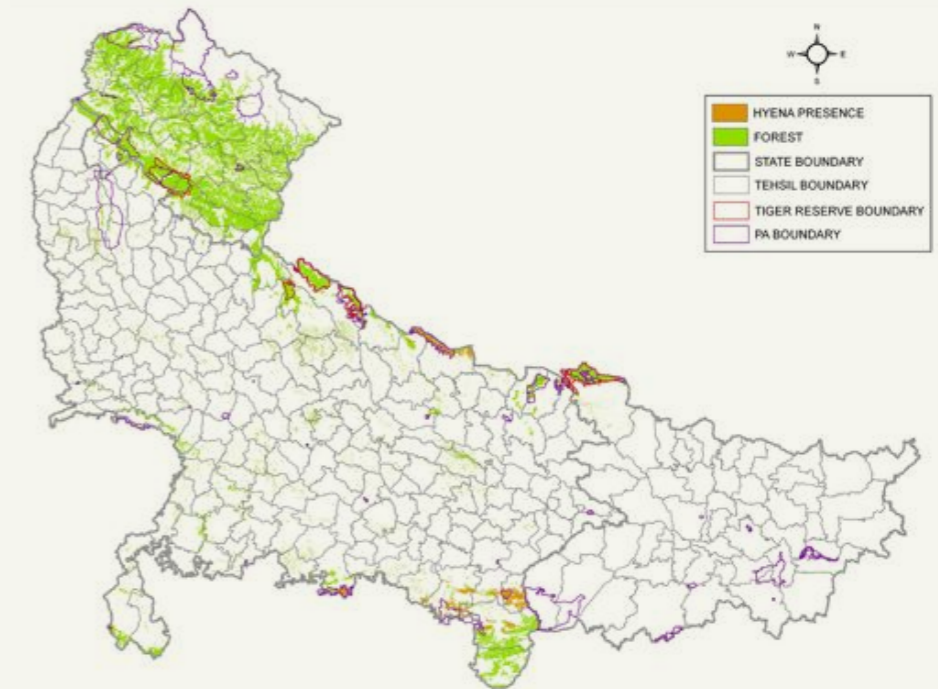 N
W E
S
HYENA PRESENCE
FOREST
STATE BOUNDARY
TEHSIL BOUNDARY
TIGER RESERVE BOUNDARY
PA BOUNDARY